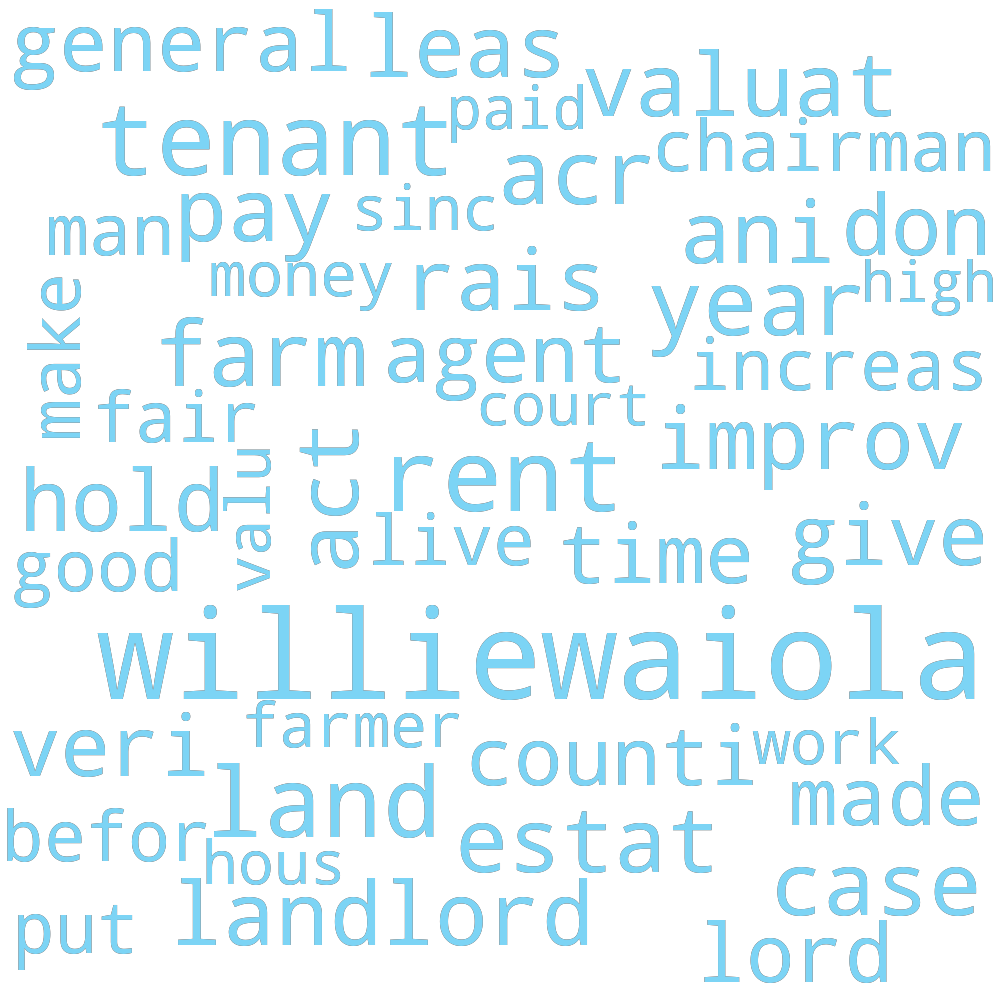 general leas
valuat
paid
tenant
chairman
acr
pay sinc
man
ani don
money rais
high
year
make
farm agent
increas
fair
court
improv
act
rent
hold
valu
live
time
give
good
williewaiola
farmer
veri
counti
work
land
made
befor
estat
hous
case
landlord
put
lord